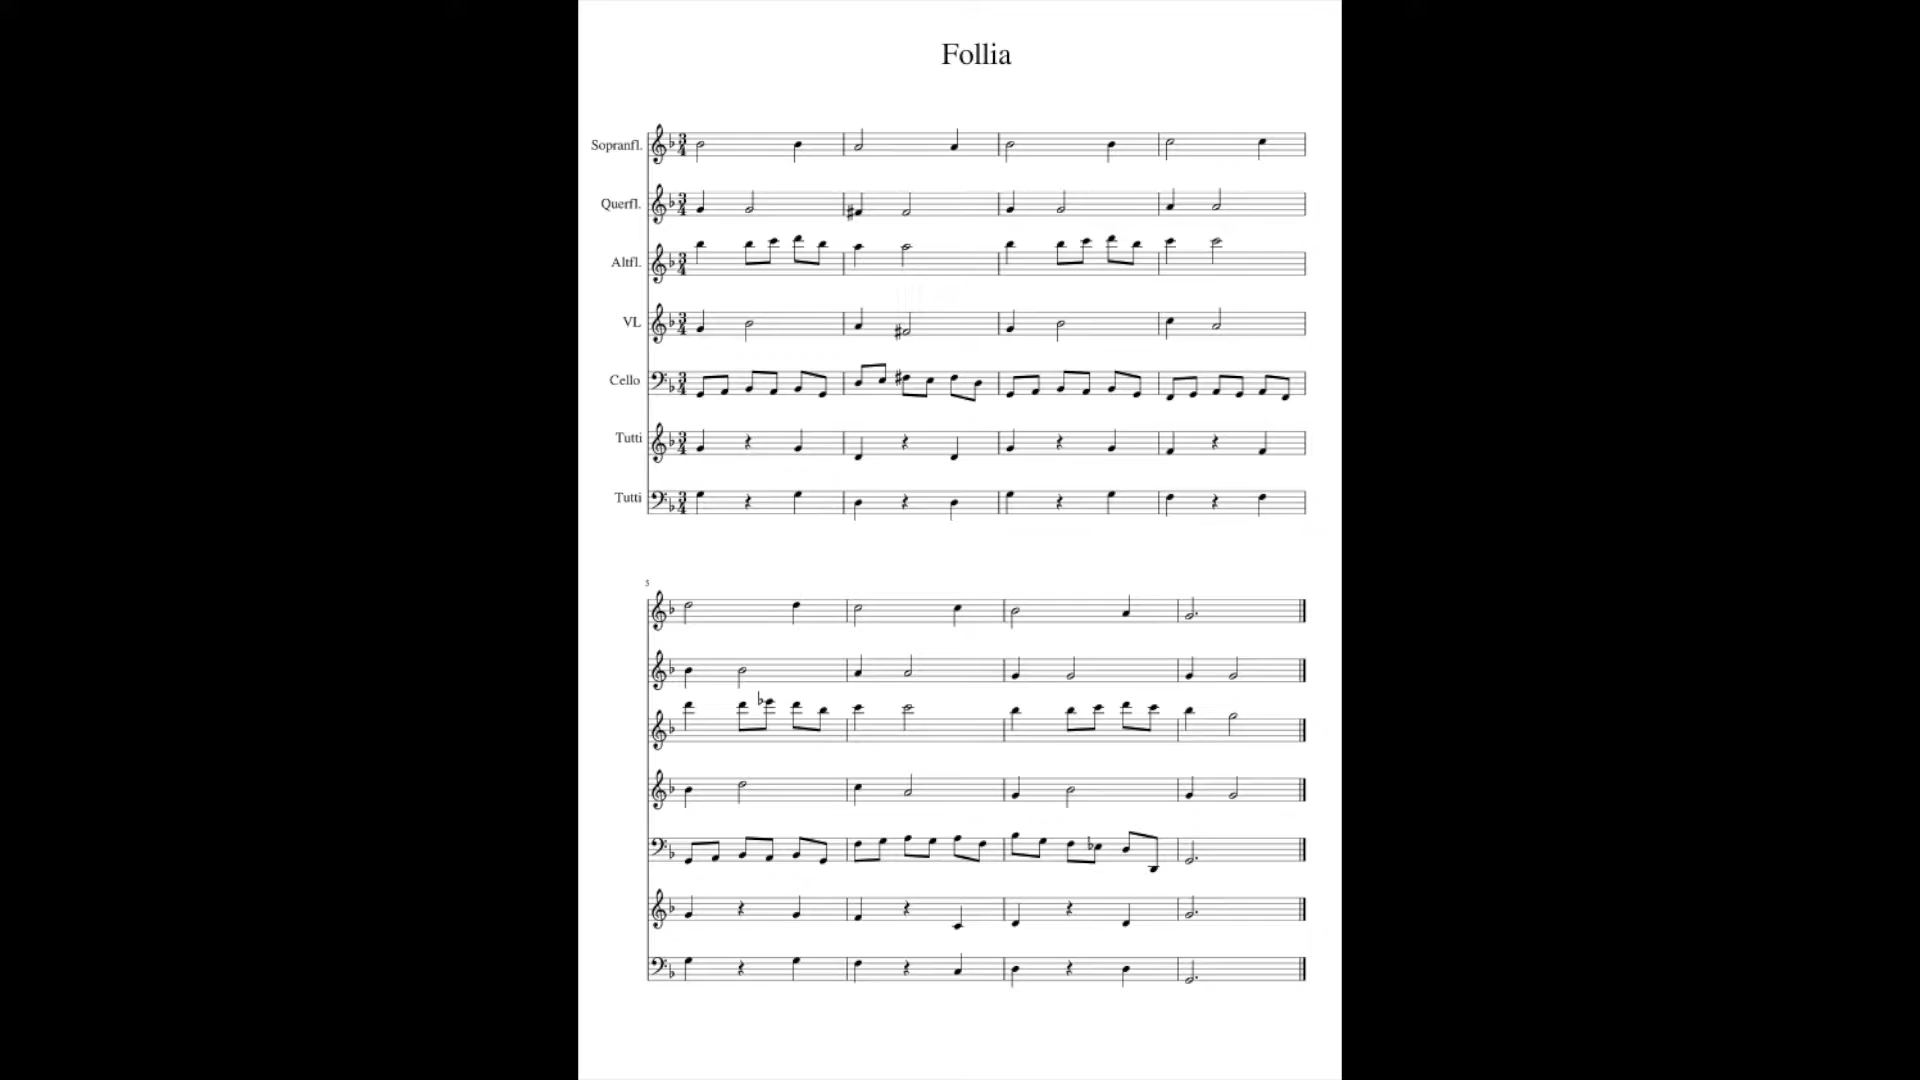 Follia
Sopranfl.
Querfl.
Altfl.
VL
Cello
Tutti
Tutti
5